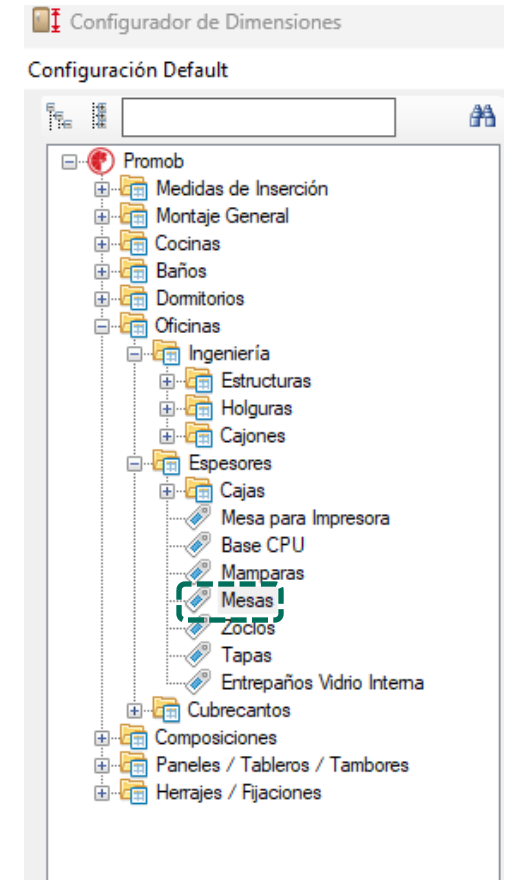 Configurador de Dimensiones
Configuración Default
Promob
Medidas de Inserción
Montaje General
Cocinas
Baños
Dormitorios
Oficinas
Ingeniería
Estructuras
Holguras
Cajones
Espesores
Cajas
Mesa para Impresora
Base CPU
Mamparas
Mesas
Zoclos
Tapas
Entrepaños Vidrio Interna
Cubrecantos
Composiciones
Paneles / Tableros / Tambores
Herrajes / Fijaciones